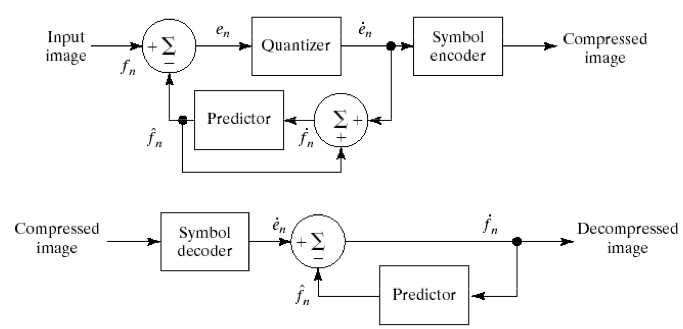 Input image
f_n
+ Σ −
e_n
Quantizer
ė_n
Symbol encoder
Compressed image
f̂_n
Predictor
ḟ_n
Σ + +
Compressed image
Symbol decoder
ė_n
+ Σ −
ḟ_n
Decompressed image
f̂_n
Predictor